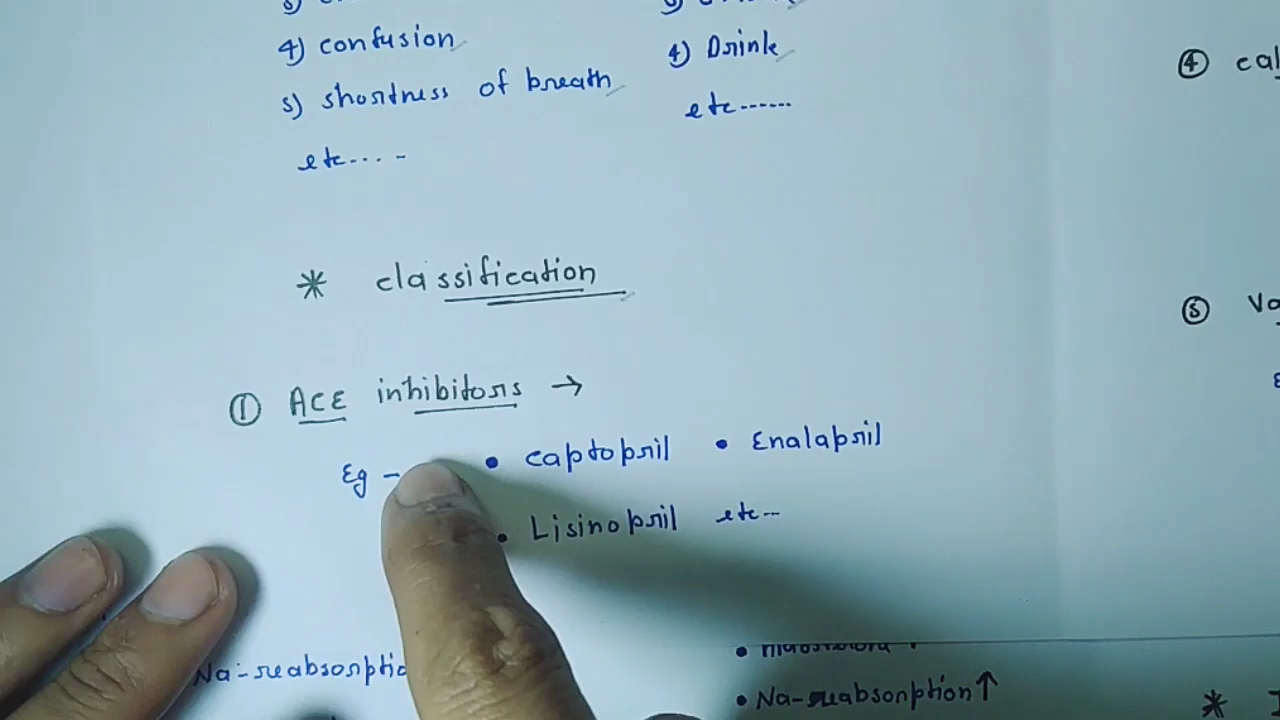 4) confusion
5) shortness of breath
etc....
4) Drink
etc......
* classification
① ACE inhibitors →
Eg - • captopril • Enalapril
• Lisinopril etc...
Na-reabsorptio
• Na-reabsorption↑
④ cal
⑤ Va
*